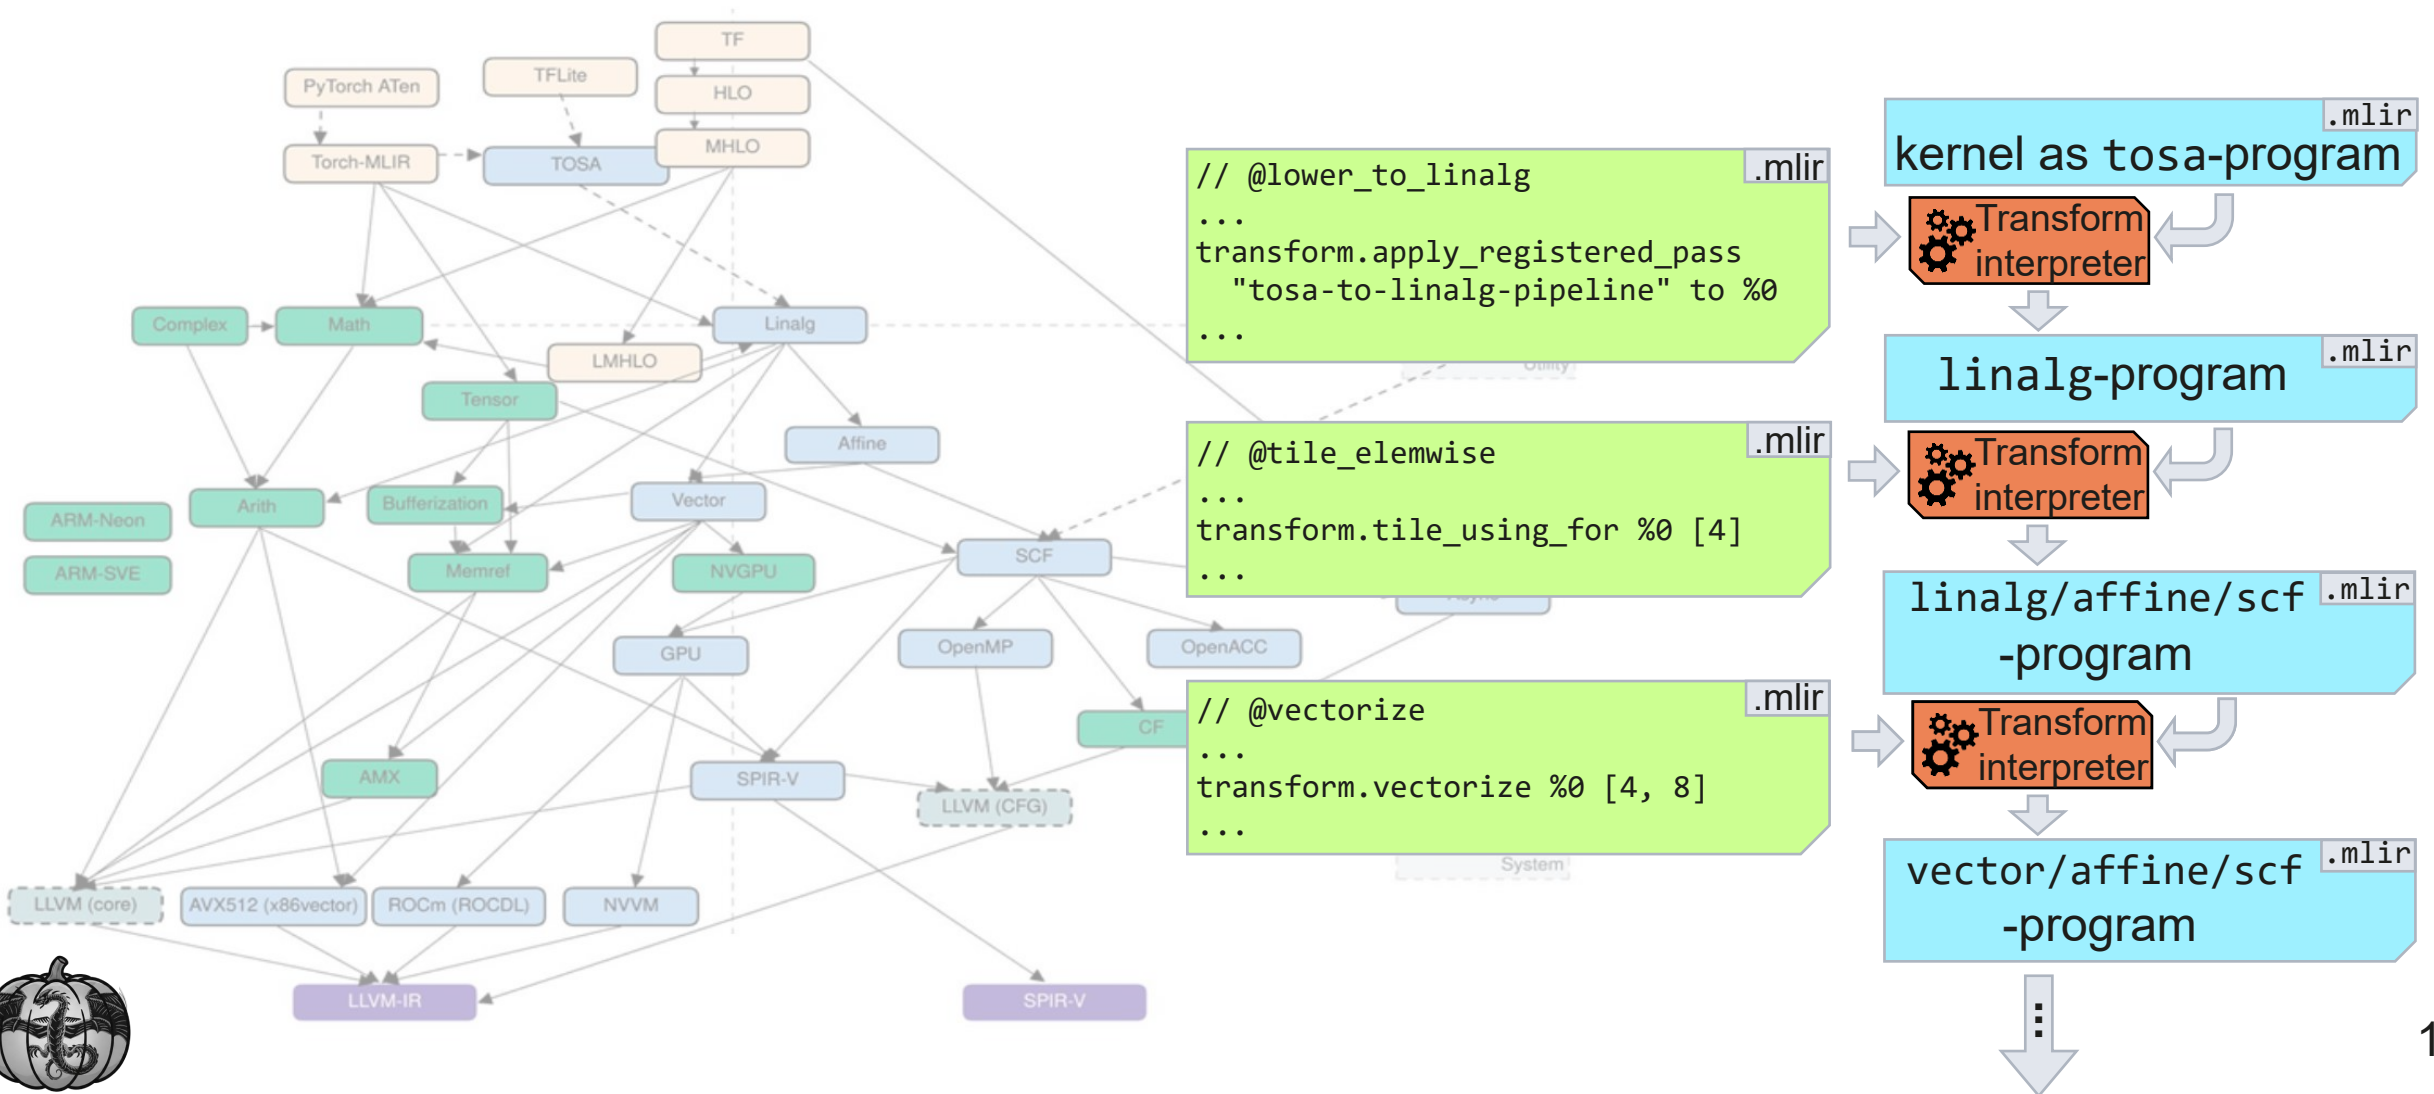 TF
TFLite
PyTorch ATen
HLO
MHLO
Torch-MLIR
TOSA
Complex
Math
Linalg
LMHLO
Utility
Tensor
Affine
Arith
Bufferization
Vector
ARM-Neon
SCF
ARM-SVE
Memref
NVGPU
Async
GPU
OpenMP
OpenACC
CF
AMX
SPIR-V
LLVM (CFG)
System
LLVM (core)
AVX512 (x86vector)
ROCm (ROCDL)
NVVM
LLVM-IR
SPIR-V
.mlir
// @lower_to_linalg
...
transform.apply_registered_pass
"tosa-to-linalg-pipeline" to %0
...
.mlir
// @tile_elemwise
...
transform.tile_using_for %0 [4]
...
.mlir
// @vectorize
...
transform.vectorize %0 [4, 8]
...
.mlir
kernel as tosa-program
Transform
interpreter
.mlir
linalg-program
Transform
interpreter
.mlir
linalg/affine/scf
-program
Transform
interpreter
.mlir
vector/affine/scf
-program
...
1